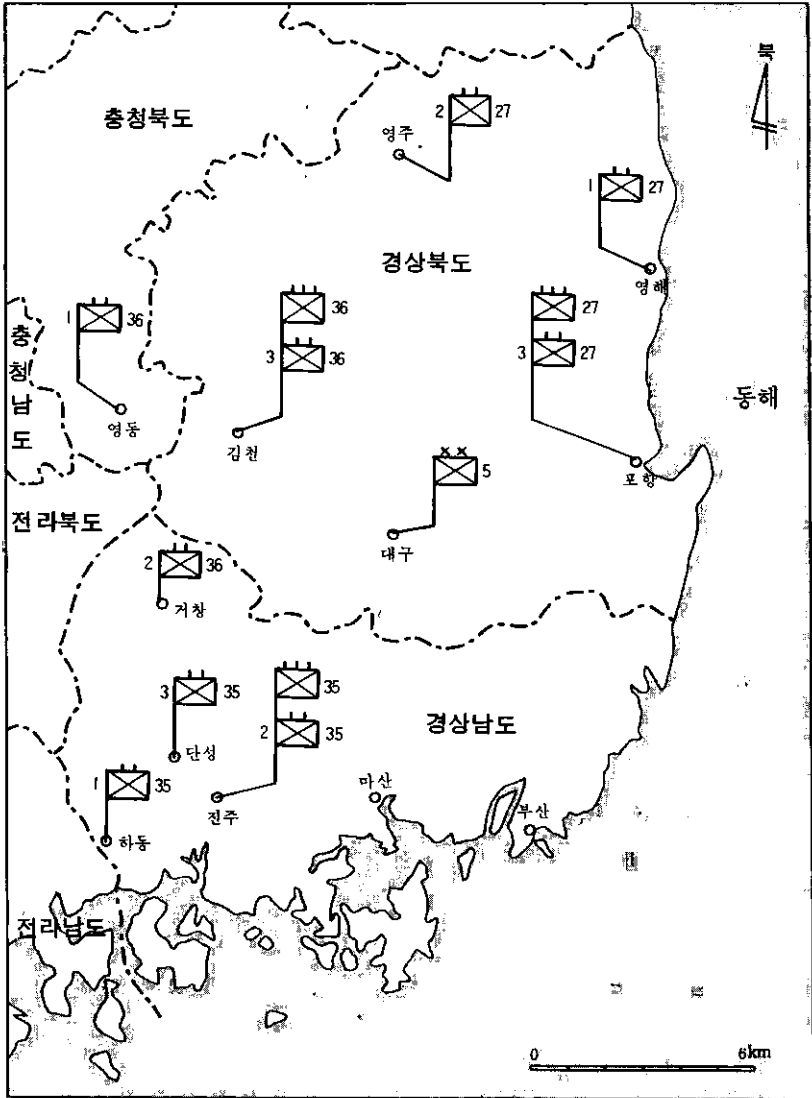 북
충청북도
2 27
영주
1 27
영해
경상북도
1 36
영동
충청남도
36
3 36
김천
27
3 27
포항
동해
5
대구
전라북도
2 36
거창
3 35
단성
35
2 35
진주
경상남도
1 35
하동
마산
부산
전라남도
0 6km